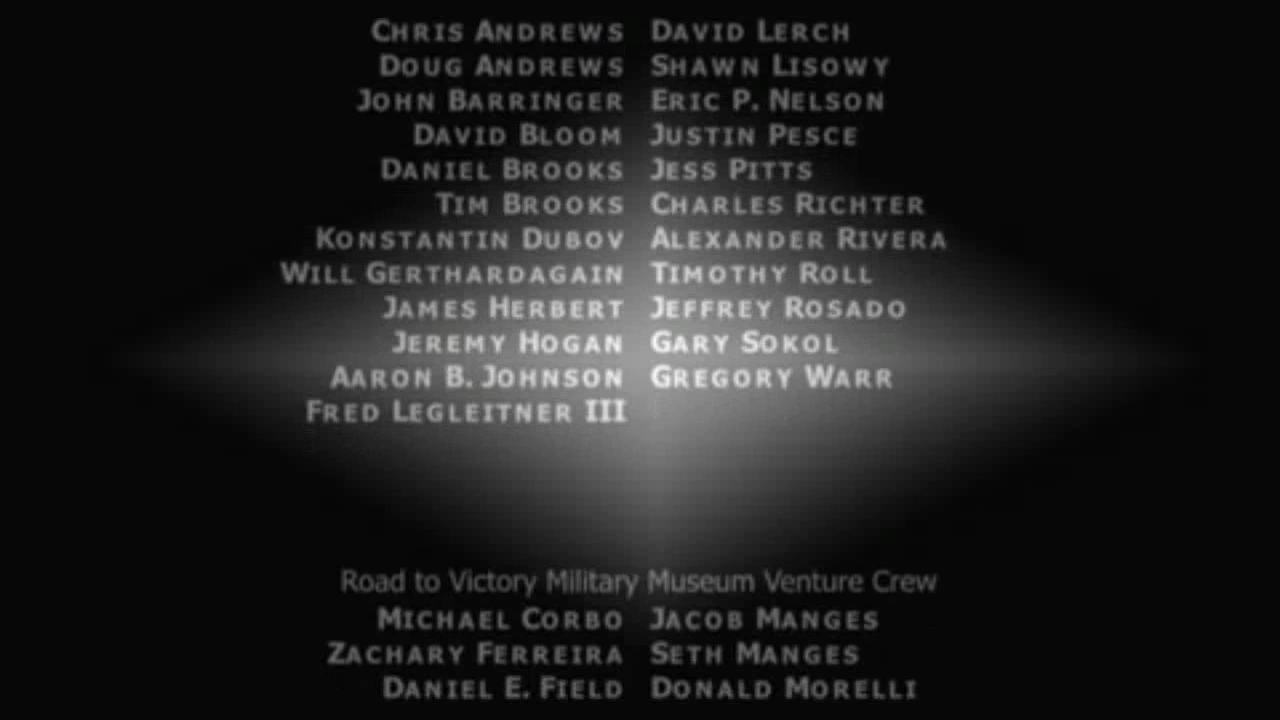 CHRIS ANDREWS DAVID LERCH
DOUG ANDREWS SHAWN LISOWY
JOHN BARRINGER ERIC P. NELSON
DAVID BLOOM JUSTIN PESCE
DANIEL BROOKS JESS PITTS
TIM BROOKS CHARLES RICHTER
KONSTANTIN DUBOV ALEXANDER RIVERA
WILL GERTHARDAGAIN TIMOTHY ROLL
JAMES HERBERT JEFFREY ROSADO
JEREMY HOGAN GARY SOKOL
AARON B. JOHNSON GREGORY WARR
FRED LEGLEITNER III
Road to Victory Military Museum Venture Crew
MICHAEL CORBO JACOB MANGES
ZACHARY FERREIRA SETH MANGES
DANIEL E. FIELD DONALD MORELLI